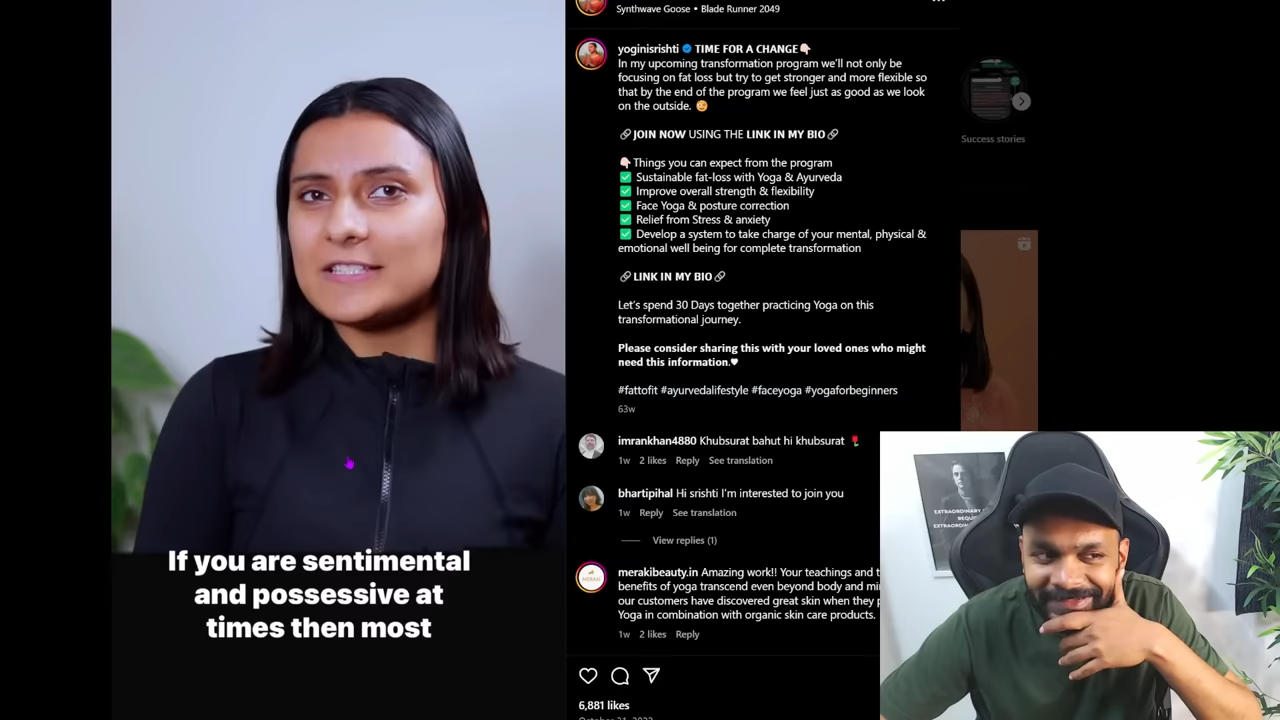 Synthwave Goose • Blade Runner 2049
yoginisrishti TIME FOR A CHANGE👇🏻
In my upcoming transformation program we'll not only be
focusing on fat loss but try to get stronger and more flexible so
that by the end of the program we feel just as good as we look
on the outside. 😉
🔗JOIN NOW USING THE LINK IN MY BIO🔗
👇🏻Things you can expect from the program
✅ Sustainable fat-loss with Yoga & Ayurveda
✅ Improve overall strength & flexibility
✅ Face Yoga & posture correction
✅ Relief from Stress & anxiety
✅ Develop a system to take charge of your mental, physical &
emotional well being for complete transformation
🔗LINK IN MY BIO🔗
Let's spend 30 Days together practicing Yoga on this
transformational journey.
Please consider sharing this with your loved ones who might
need this information.♥
#fattofit #ayurvedalifestyle #faceyoga #yogaforbeginners
63w
imrankhan4880 Khubsurat bahut hi khubsurat 🌹
1w 2 likes Reply See translation
bhartipihal Hi srishti I'm interested to join you
1w Reply See translation
View replies (1)
merakibeauty.in Amazing work!! Your teachings and t
benefits of yoga transcend even beyond body and mi
our customers have discovered great skin when they p
Yoga in combination with organic skin care products.
1w 2 likes Reply
6,881 likes
If you are sentimental
and possessive at
times then most
Success stories
EXTRAORDINARY
REQU
EXTRAORDIN